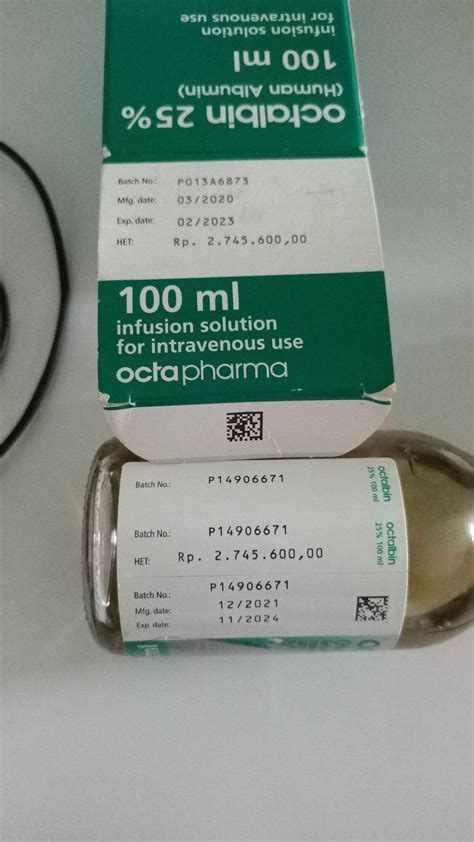 octalbin 25%
(Human Albumin)
100 ml
infusion solution
for intravenous use
Batch No.: P013A6873
Mfg. date: 03/2020
Exp. date: 02/2023
HET: Rp. 2.745.600,00
100 ml
infusion solution
for intravenous use
octapharma
Batch No.: P14906671
octalbin
25% 100 ml
octalbin
25% 100 ml
Batch No.: P14906671
HET: Rp. 2.745.600,00
Batch No.: P14906671
Mfg. date: 12/2021
Exp. date: 11/2024
ml